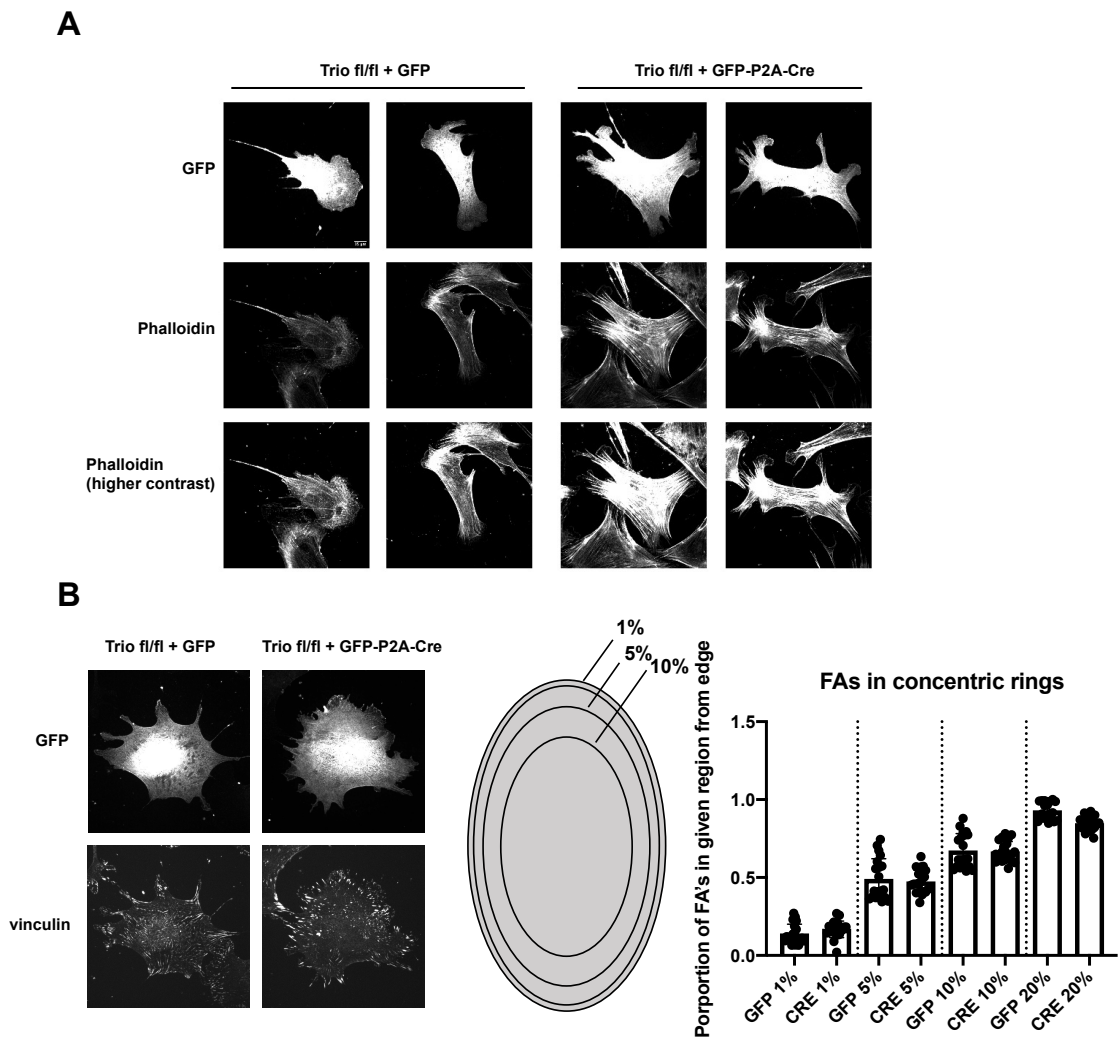 A
Trio fl/fl + GFP
Trio fl/fl + GFP-P2A-Cre
GFP
Phalloidin
Phalloidin
(higher contrast)
B
Trio fl/fl + GFP
Trio fl/fl + GFP-P2A-Cre
GFP
vinculin
1%
5%
10%
FAs in concentric rings
Porportion of FA's in given region from edge
1.5
1.0
0.5
0.0
GFP 1%
CRE 1%
GFP 5%
CRE 5%
GFP 10%
CRE 10%
GFP 20%
CRE 20%